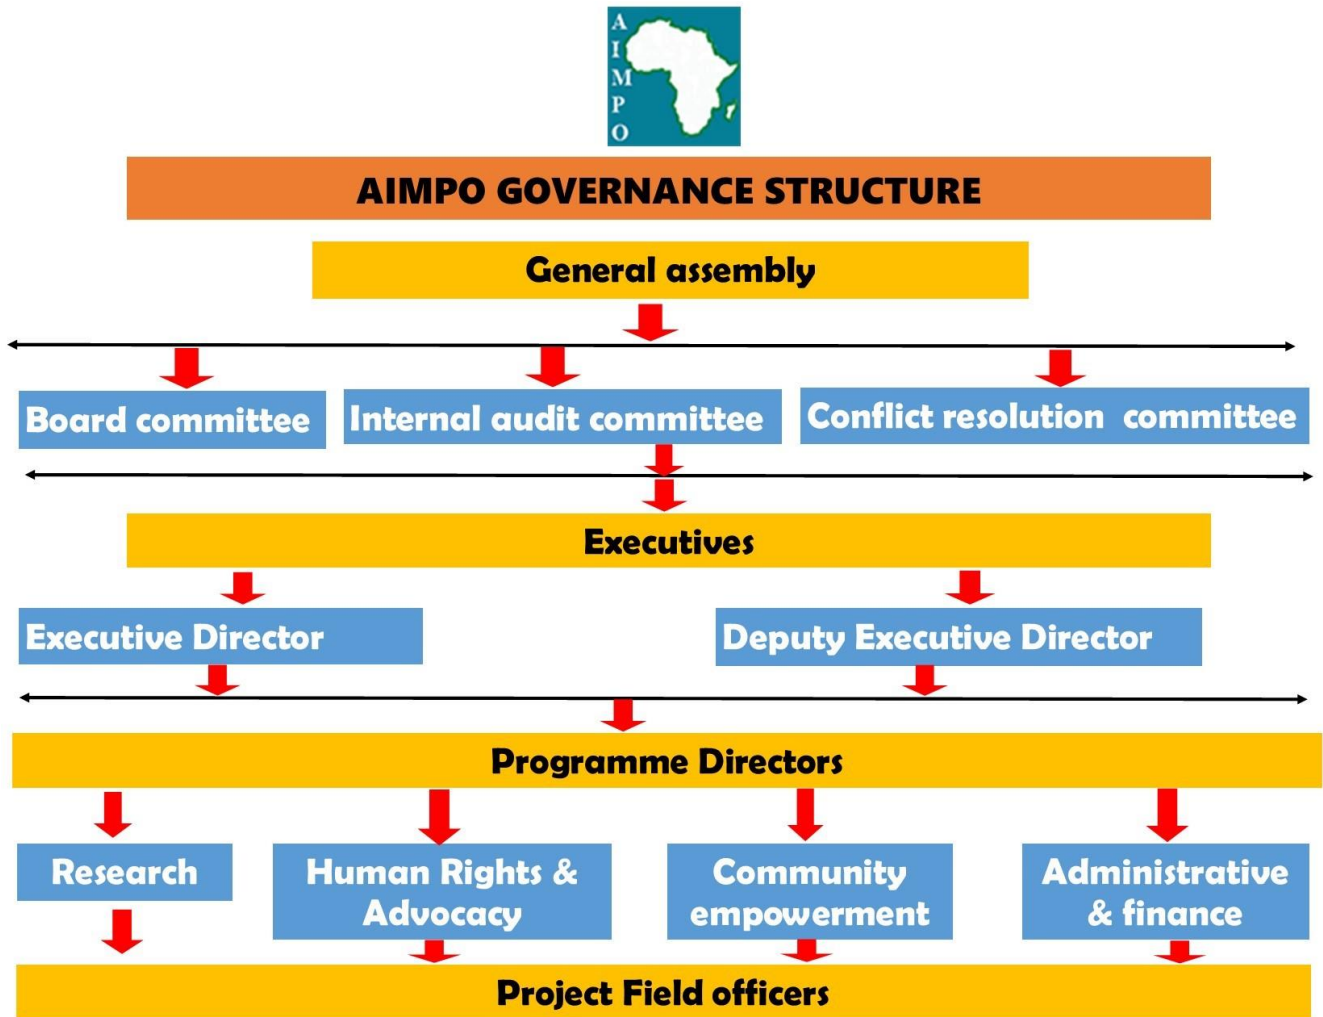 A
I
M
P
O
AIMPO GOVERNANCE STRUCTURE
General assembly
Board committee
Internal audit committee
Conflict resolution committee
Executives
Executive Director
Deputy Executive Director
Programme Directors
Research
Human Rights &
Advocacy
Community
empowerment
Administrative
& finance
Project Field officers